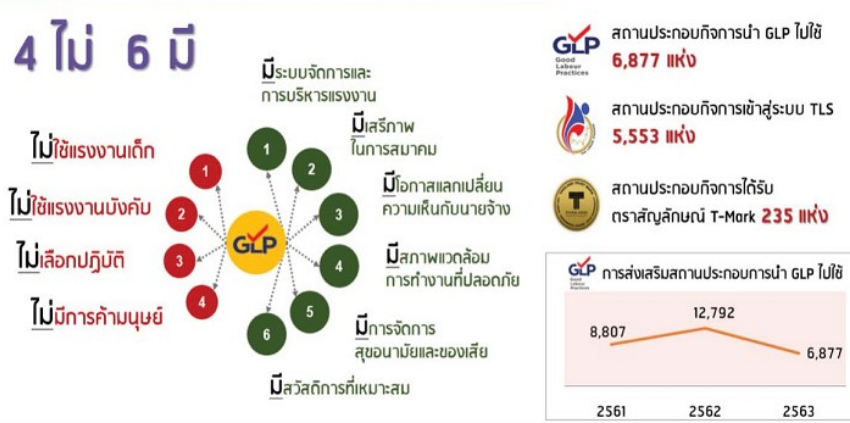 4 ไม่ 6 มี
ไม่ใช้แรงงานเด็ก
ไม่ใช้แรงงานบังคับ
ไม่เลือกปฏิบัติ
ไม่มีการค้ามนุษย์
1
2
3
4
GLP
1
2
3
4
5
6
มีระบบจัดการและ
การบริหารแรงงาน
มีเสรีภาพ
ในการสมาคม
มีโอกาสแลกเปลี่ยน
ความเห็นกับนายจ้าง
มีสภาพแวดล้อม
การทำงานที่ปลอดภัย
มีการจัดการ
สุขอนามัยและของเสีย
มีสวัสดิการที่เหมาะสม
GLP
Good
Labour
Practices
สถานประกอบกิจการนำ GLP ไปใช้
6,877 แห่ง
สถานประกอบกิจการเข้าสู่ระบบ TLS
5,553 แห่ง
T
สถานประกอบกิจการได้รับ
ตราสัญลักษณ์ T-Mark 235 แห่ง
GLP
Good
Labour
Practices
การส่งเสริมสถานประกอบการนำ GLP ไปใช้
8,807
12,792
6,877
2561
2562
2563